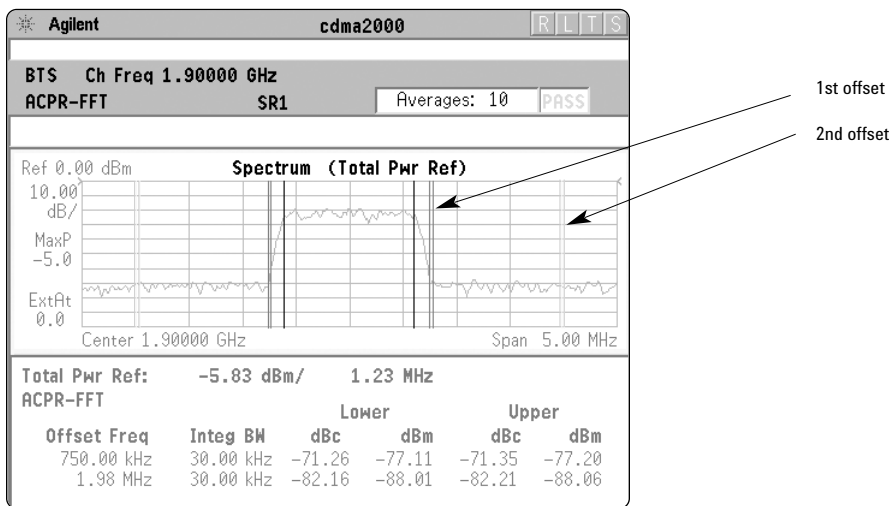 Agilent cdma2000 R L T S
BTS Ch Freq 1.90000 GHz
ACPR-FFT SR1 Averages: 10 PASS
1st offset
2nd offset
Ref 0.00 dBm Spectrum (Total Pwr Ref)
10.00
dB/
MaxP
-5.0
ExtAt
0.0
Center 1.90000 GHz Span 5.00 MHz
Total Pwr Ref: -5.83 dBm/ 1.23 MHz
ACPR-FFT
Lower Upper
Offset Freq Integ BW dBc dBm dBc dBm
750.00 kHz 30.00 kHz -71.26 -77.11 -71.35 -77.20
1.98 MHz 30.00 kHz -82.16 -88.01 -82.21 -88.06